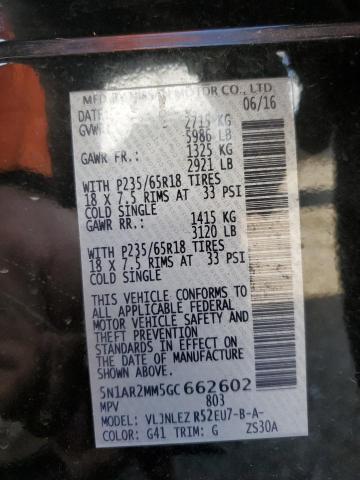 MFD BY NISSAN MOTOR CO., LTD.
DATE 06/16
GVWR 2715 KG
5986 LB
GAWR FR.: 1325 KG
2921 LB
WITH P235/65R18 TIRES
18 X 7.5 RIMS AT 33 PSI
COLD SINGLE
GAWR RR.: 1415 KG
3120 LB
WITH P235/65R18 TIRES
18 X 7.5 RIMS AT 33 PSI
COLD SINGLE
THIS VEHICLE CONFORMS TO
ALL APPLICABLE FEDERAL
MOTOR VEHICLE SAFETY AND
THEFT PREVENTION
STANDARDS IN EFFECT ON
THE DATE OF MANUFACTURE
SHOWN ABOVE.
5N1AR2MM5GC662602
MPV 803
MODEL: VLJNLEZ R52EU7-B-A-
COLOR: G41 TRIM: G ZS30A